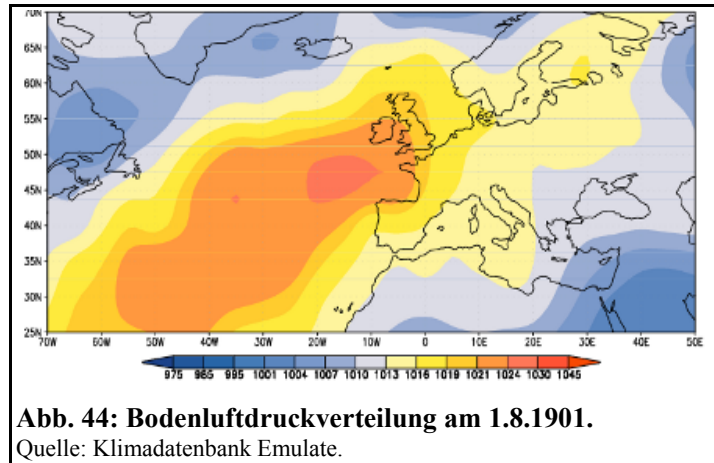 70N
65N
60N
55N
50N
45N
40N
35N
30N
25N
70W 60W 50W 40W 30W 20W 10W 0 10E 20E 30E 40E 50E
975 985 995 1001 1004 1007 1010 1013 1016 1019 1021 1024 1030 1045
Abb. 44: Bodenluftdruckverteilung am 1.8.1901.
Quelle: Klimadatenbank Emulate.